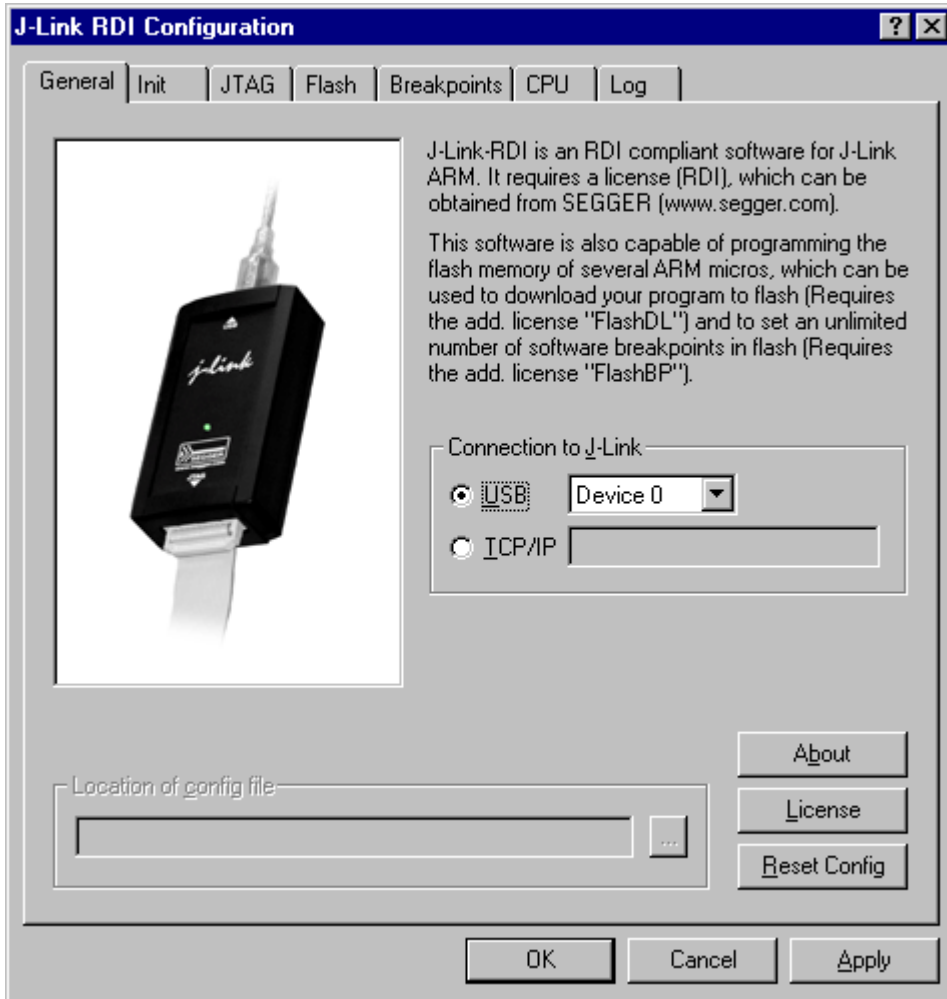 J-Link RDI Configuration
General Init JTAG Flash Breakpoints CPU Log
J-Link-RDI is an RDI compliant software for J-Link
ARM. It requires a license (RDI), which can be
obtained from SEGGER (www.segger.com).
This software is also capable of programming the
flash memory of several ARM micros, which can be
used to download your program to flash (Requires
the add. license "FlashDL") and to set an unlimited
number of software breakpoints in flash (Requires
the add. license "FlashBP").
j-link
SEGGER
Connection to J-Link
USB Device 0
TCP/IP
About
Location of config file
License
...
Reset Config
OK Cancel Apply